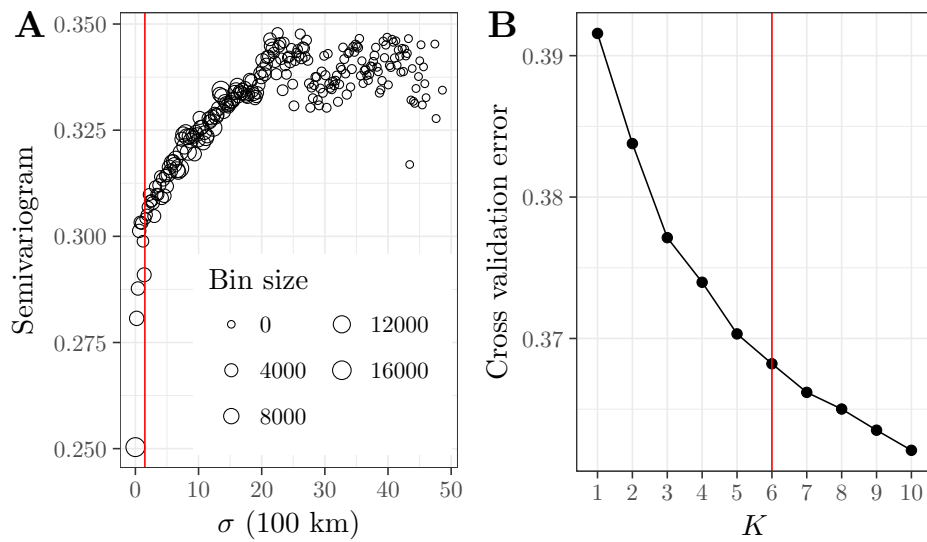 A
Semivariogram
0.350
0.325
0.300
0.275
0.250
Bin size
0
4000
8000
12000
16000
0 10 20 30 40 50
σ (100 km)
B
Cross validation error
0.39
0.38
0.37
1 2 3 4 5 6 7 8 9 10
K